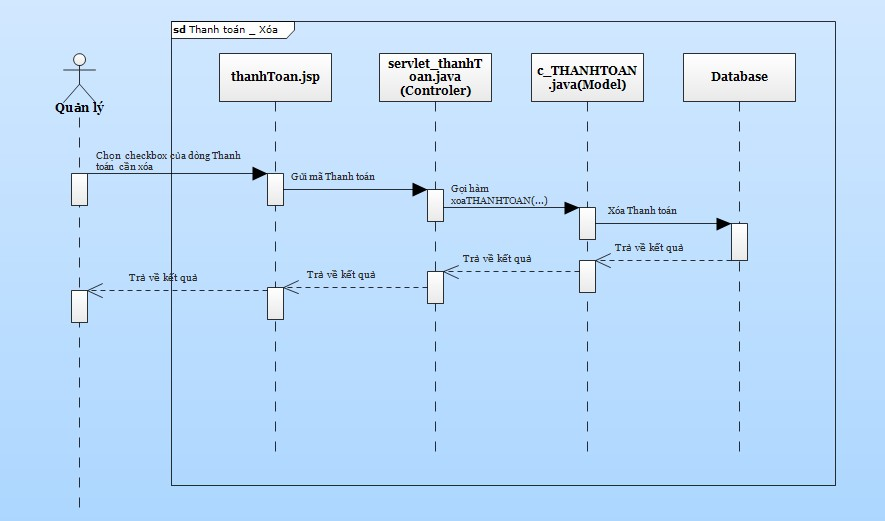 sd Thanh toán _ Xóa
Quản lý
thanhToan.jsp
servlet_thanhT
oan.java
(Controler)
c_THANHTOAN
.java(Model)
Database
Chọn checkbox của dòng Thanh
toán cần xóa
Gửi mã Thanh toán
Gọi hàm
xoaTHANHTOAN(...)
Xóa Thanh toán
Trả về kết quả
Trả về kết quả
Trả về kết quả
Trả về kết quả